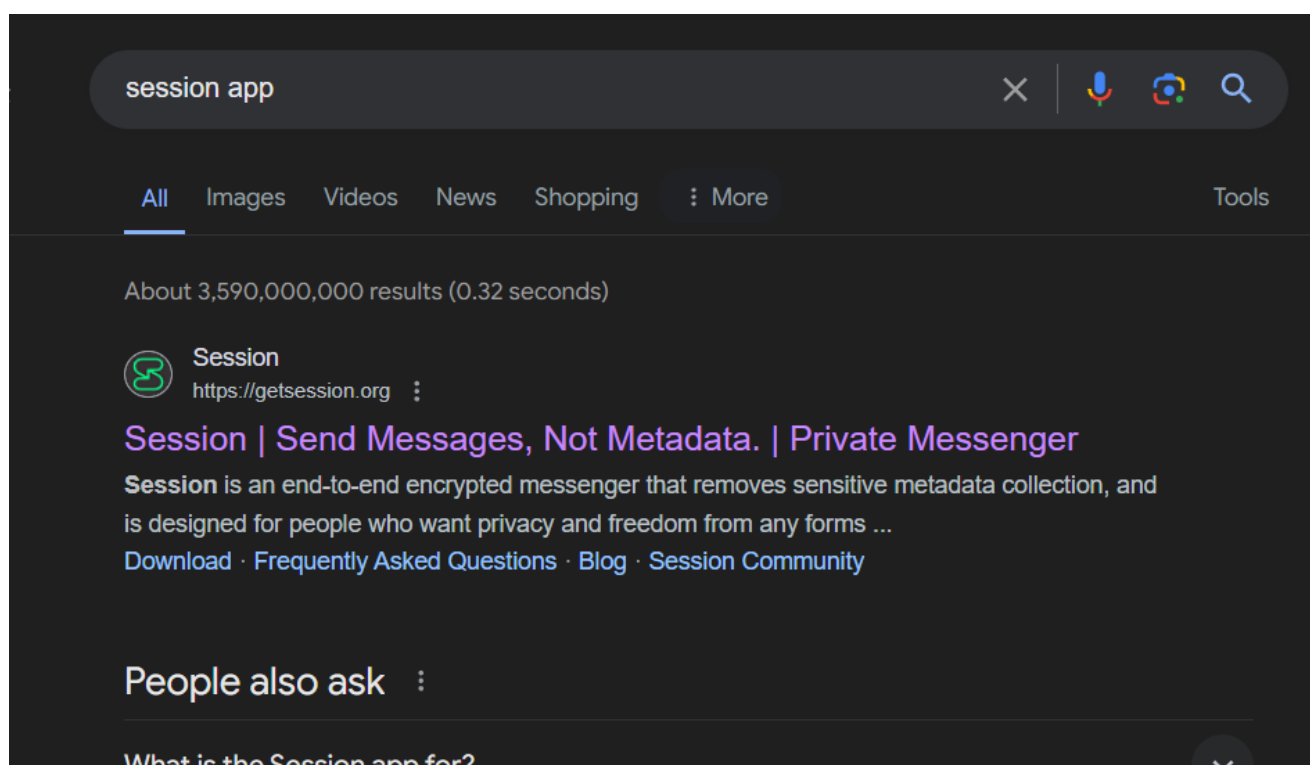 session app
All Images Videos News Shopping More Tools
About 3,590,000,000 results (0.32 seconds)
Session
https://getsession.org
Session | Send Messages, Not Metadata. | Private Messenger
Session is an end-to-end encrypted messenger that removes sensitive metadata collection, and
is designed for people who want privacy and freedom from any forms ...
Download · Frequently Asked Questions · Blog · Session Community
People also ask
What is the Session app for?